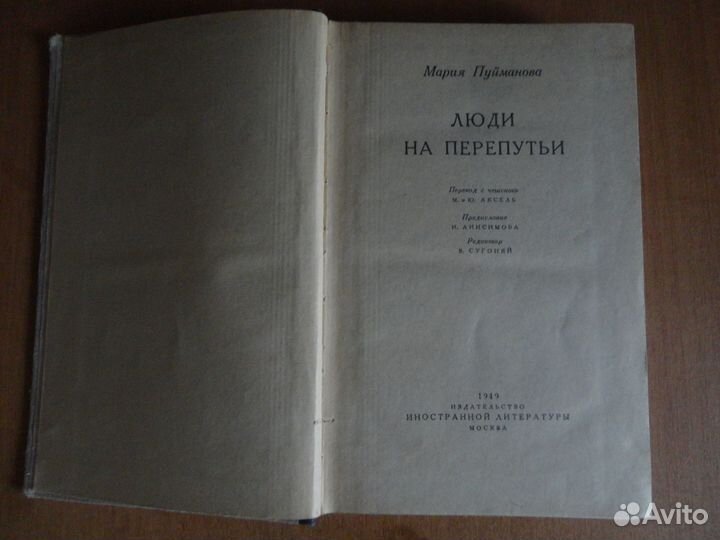 Мария Пуйманова
ЛЮДИ
НА ПЕРЕПУТЬИ
Перевод с чешского
М. и Ю. АКСЕЛЬ
Предисловие
И. АНИСИМОВА
Редактор
В. СУГОНЯЙ
1949
ИЗДАТЕЛЬСТВО
ИНОСТРАННОЙ ЛИТЕРАТУРЫ
МОСКВА
Avito